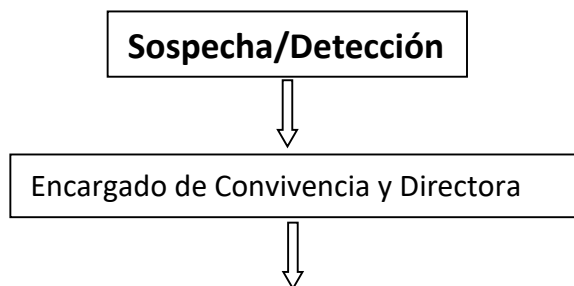 Sospecha/Detección
Encargado de Convivencia y Directora